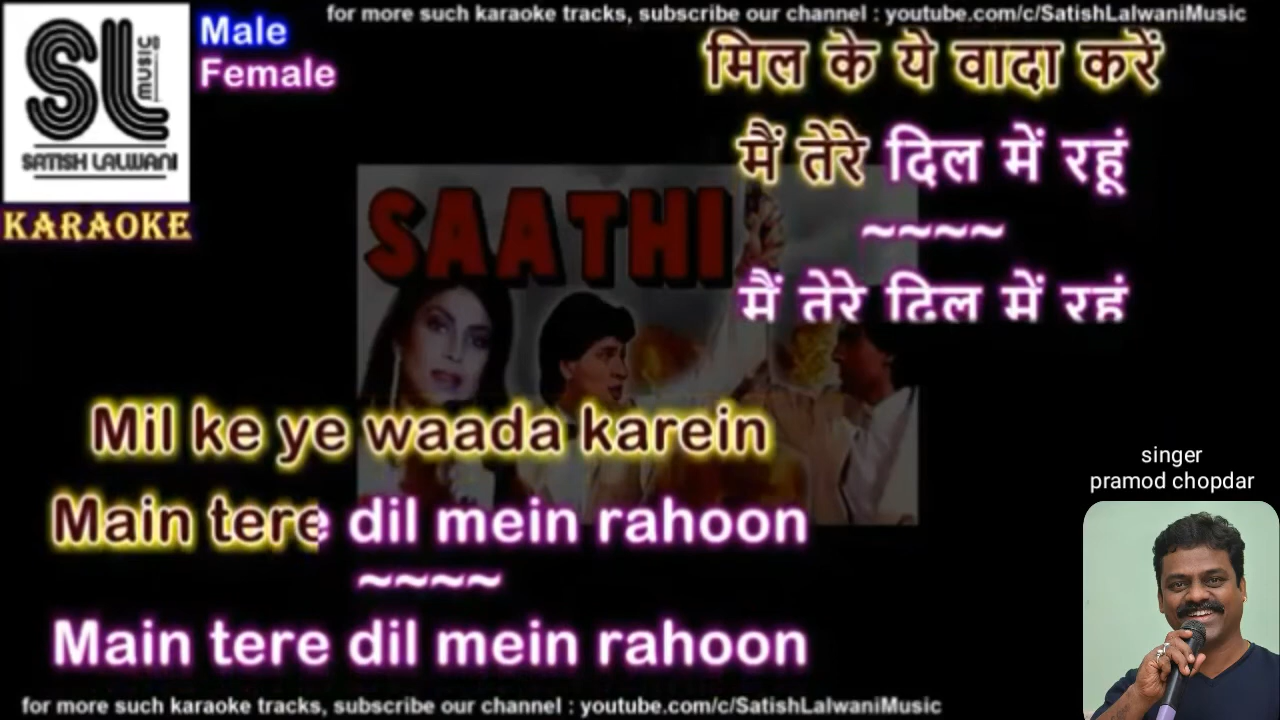 for more such karaoke tracks, subscribe our channel : youtube.com/c/SatishLalwaniMusic
SL
MUSIC CO
SATISH LALWANI
KARAOKE
Male
Female
मिल के ये वादा करें
मैं तेरे दिल में रहूं
~~~~
मैं तेरे दिल में रहूं
SAATHI
Mil ke ye waada karein
Main tere dil mein rahoon
~~~~
Main tere dil mein rahoon
singer
pramod chopdar
for more such karaoke tracks, subscribe our channel : youtube.com/c/SatishLalwaniMusic